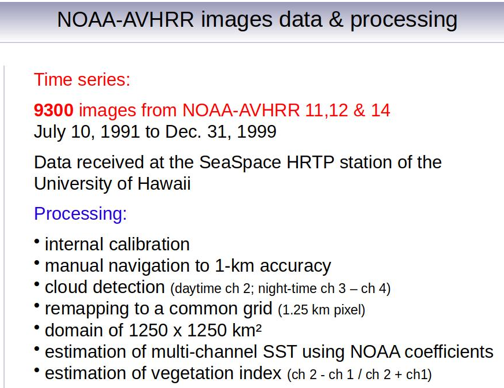 NOAA-AVHRR images data & processing
Time series:
9300 images from NOAA-AVHRR 11,12 & 14
July 10, 1991 to Dec. 31, 1999
Data received at the SeaSpace HRTP station of the
University of Hawaii
Processing:
• internal calibration
• manual navigation to 1-km accuracy
• cloud detection (daytime ch 2; night-time ch 3 – ch 4)
• remapping to a common grid (1.25 km pixel)
• domain of 1250 x 1250 km²
• estimation of multi-channel SST using NOAA coefficients
• estimation of vegetation index (ch 2 - ch 1 / ch 2 + ch1)